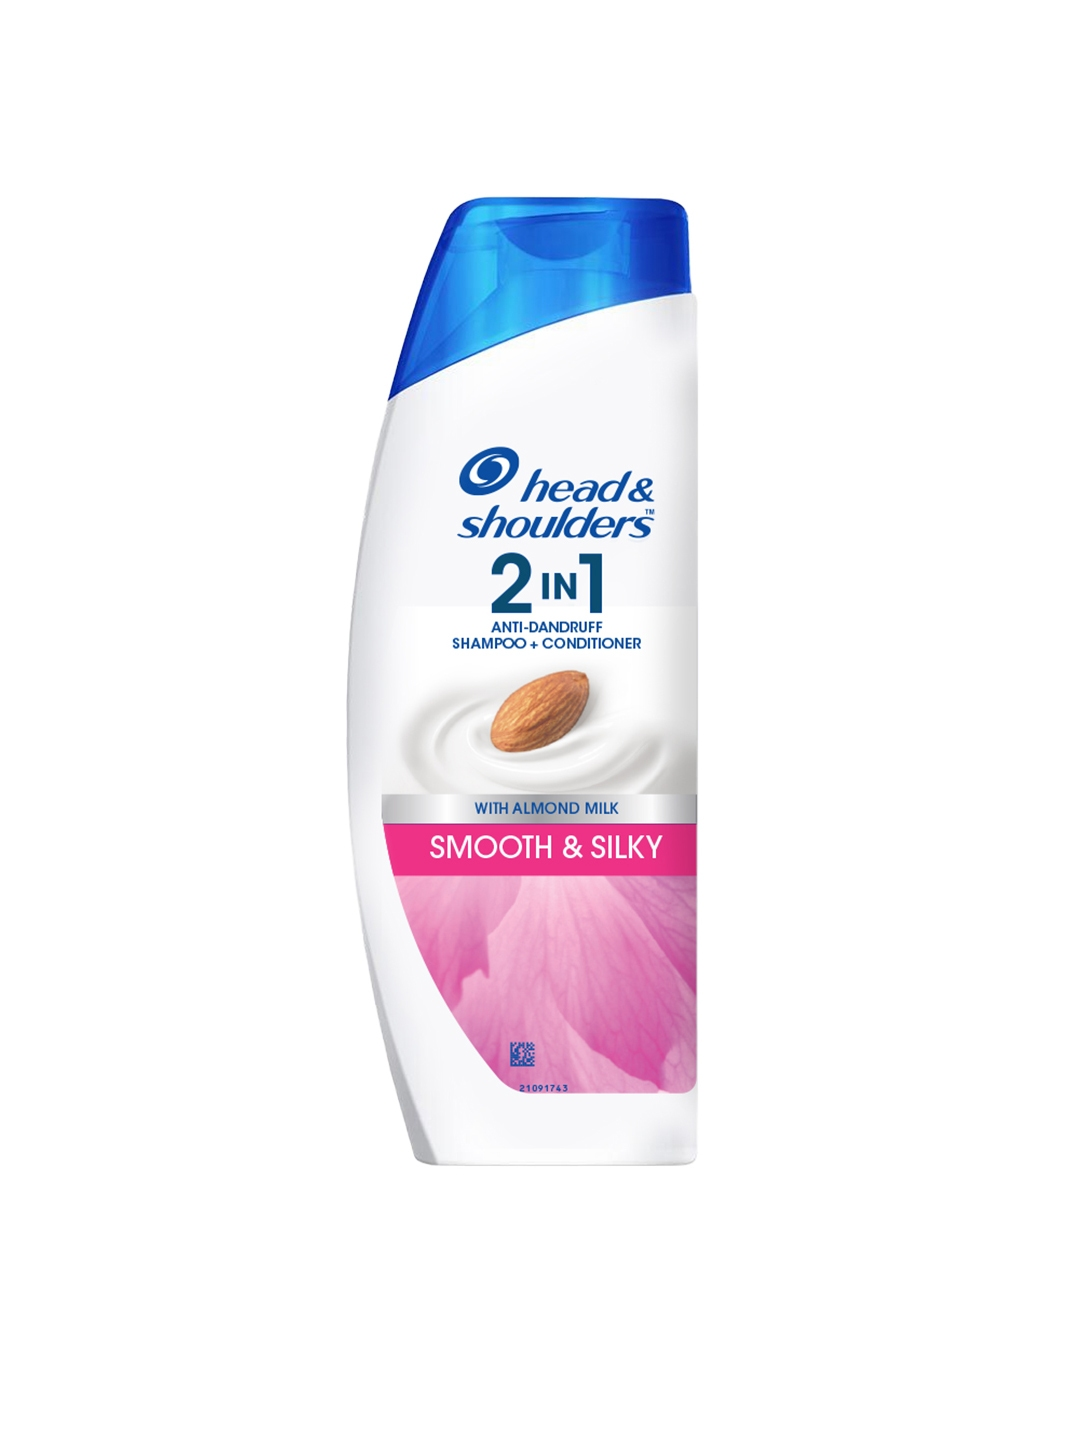 head &
shoulders™
2 IN 1
ANTI-DANDRUFF
SHAMPOO + CONDITIONER
WITH ALMOND MILK
SMOOTH & SILKY
21091743